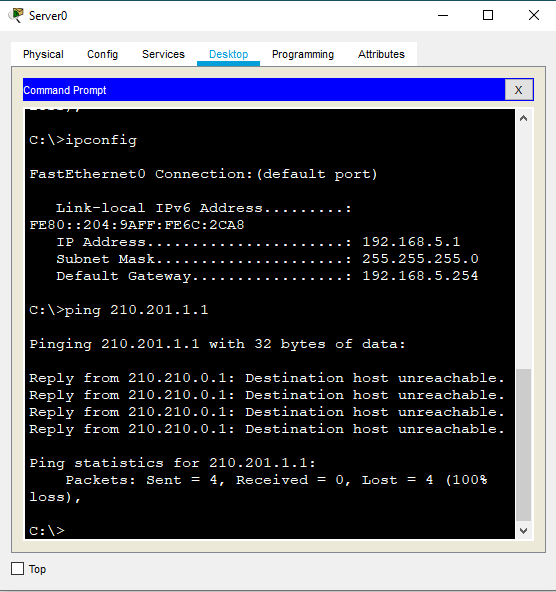 Server0
Physical Config Services Desktop Programming Attributes
Command Prompt X
loss),
C:\>ipconfig
FastEthernet0 Connection:(default port)
Link-local IPv6 Address.........:
FE80::204:9AFF:FE6C:2CA8
IP Address......................: 192.168.5.1
Subnet Mask.....................: 255.255.255.0
Default Gateway.................: 192.168.5.254
C:\>ping 210.201.1.1
Pinging 210.201.1.1 with 32 bytes of data:
Reply from 210.210.0.1: Destination host unreachable.
Reply from 210.210.0.1: Destination host unreachable.
Reply from 210.210.0.1: Destination host unreachable.
Reply from 210.210.0.1: Destination host unreachable.
Ping statistics for 210.201.1.1:
Packets: Sent = 4, Received = 0, Lost = 4 (100%
loss),
C:\>
Top